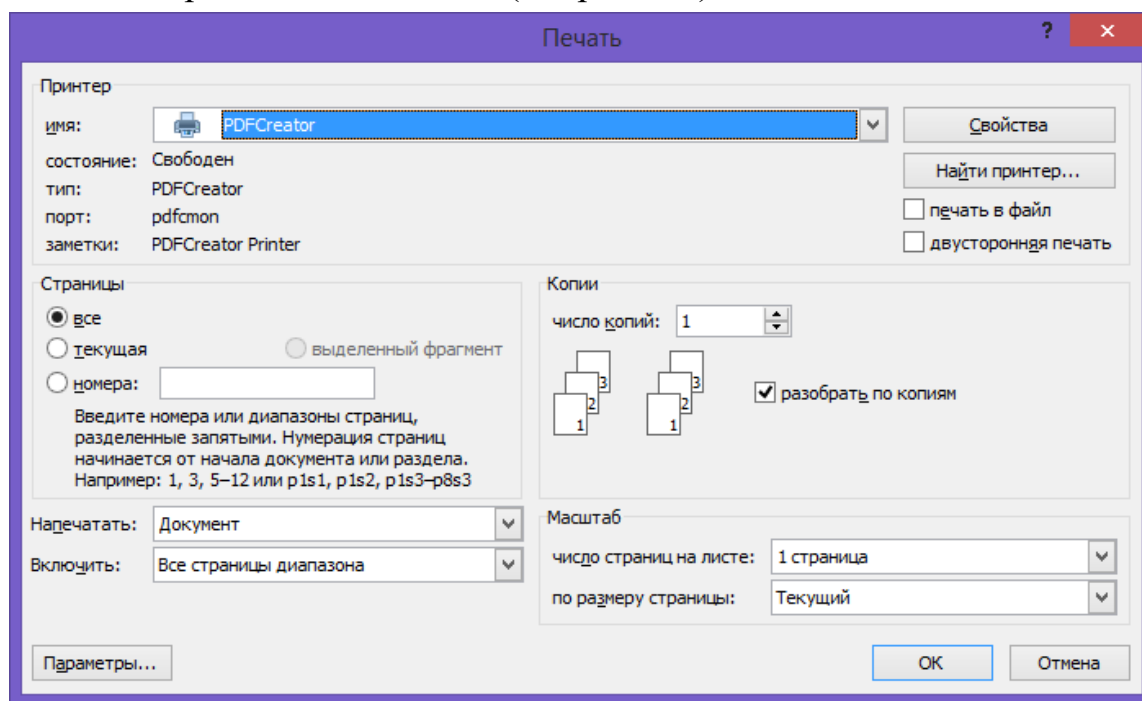 Печать
?
×
Принтер
имя:
PDFCreator
Свойства
состояние:
Свободен
Найти принтер...
тип:
PDFCreator
порт:
pdfcmon
печать в файл
заметки:
PDFCreator Printer
двусторонняя печать
Страницы
все
текущая
выделенный фрагмент
номера:
Введите номера или диапазоны страниц,
разделенные запятыми. Нумерация страниц
начинается от начала документа или раздела.
Например: 1, 3, 5–12 или p1s1, p1s2, p1s3–p8s3
Копии
число копий:
1
3
2
1
3
2
1
разобрать по копиям
Напечатать:
Документ
Включить:
Все страницы диапазона
Масштаб
число страниц на листе:
1 страница
по размеру страницы:
Текущий
Параметры...
ОК
Отмена